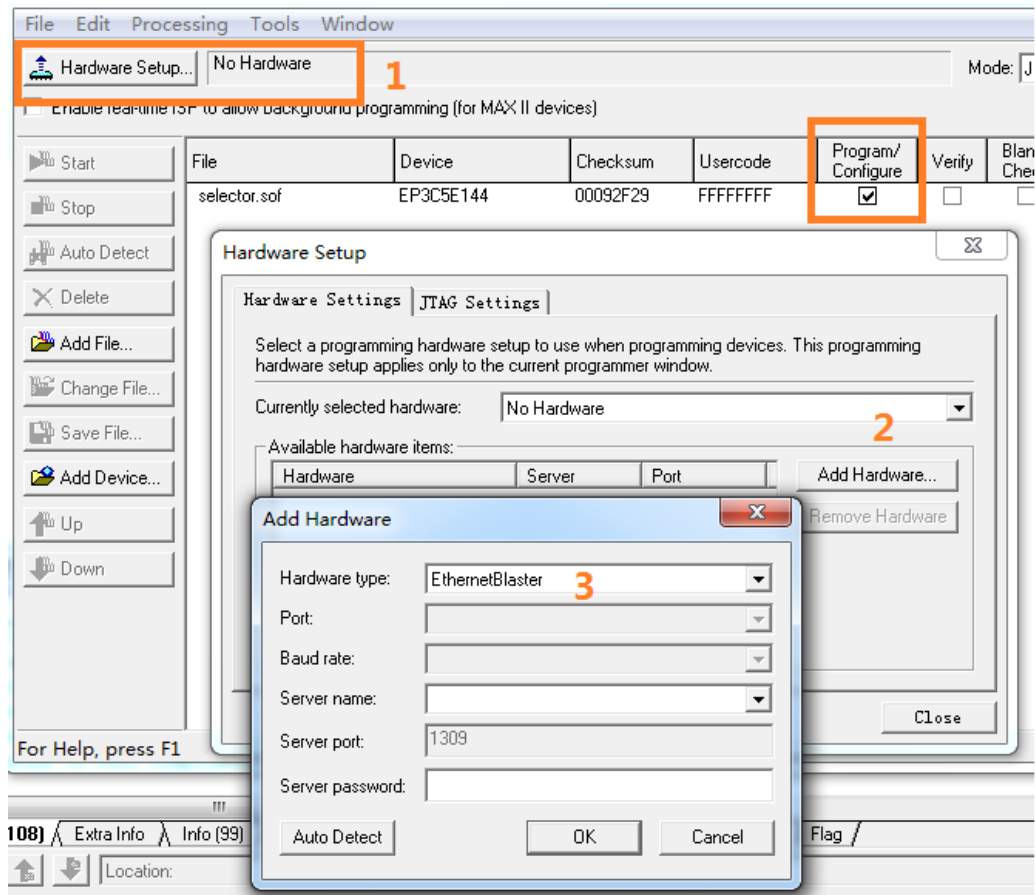 File Edit Processing Tools Window
Hardware Setup... No Hardware 1 Mode: J
Enable real-time ISP to allow background programming (for MAX II devices)
Start
Stop
Auto Detect
Delete
Add File...
Change File...
Save File...
Add Device...
Up
Down
File Device Checksum Usercode Program/ Configure Verify Blan Chec
selector.sof EP3C5E144 00092F29 FFFFFFFF
Hardware Setup
Hardware Settings JTAG Settings
Select a programming hardware setup to use when programming devices. This programming
hardware setup applies only to the current programmer window.
Currently selected hardware: No Hardware
2
Available hardware items:
Hardware Server Port
Add Hardware...
Remove Hardware
Close
Add Hardware
Hardware type: EthernetBlaster 3
Port:
Baud rate:
Server name:
Server port: 1309
Server password:
Auto Detect OK Cancel
For Help, press F1
108) Extra Info Info (99) Flag
Location: